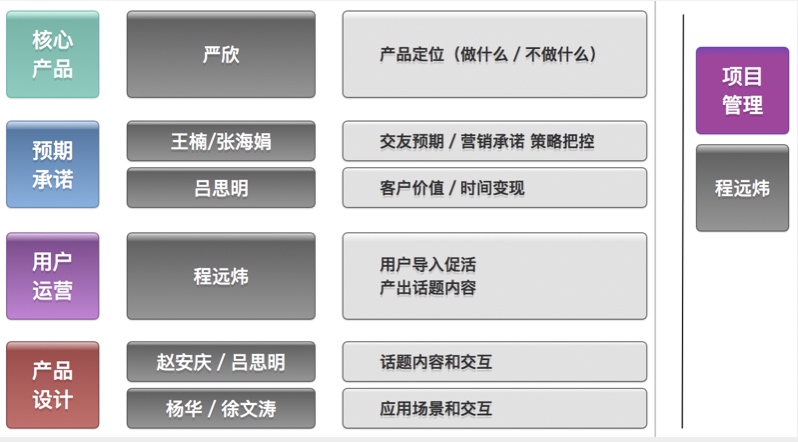 核心
产品
严欣
产品定位（做什么 / 不做什么）
预期
承诺
王楠/张海娟
交友预期 / 营销承诺 策略把控
吕思明
客户价值 / 时间变现
用户
运营
程远炜
用户导入促活
产出话题内容
产品
设计
赵安庆 / 吕思明
话题内容和交互
杨华 / 徐文涛
应用场景和交互
项目
管理
程远炜